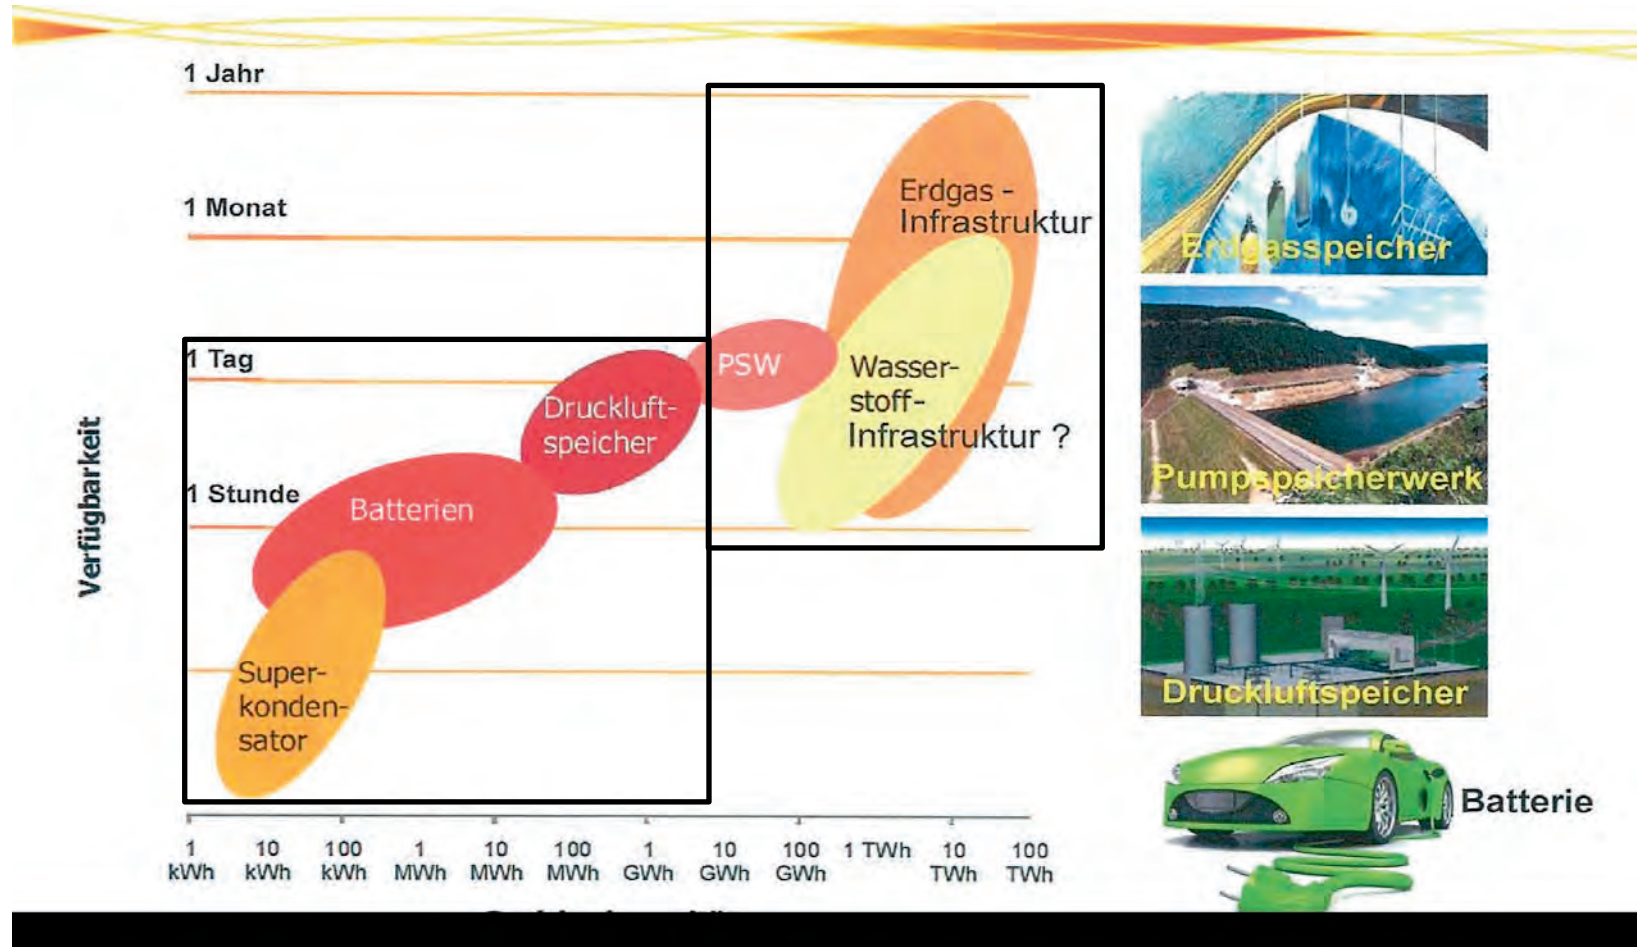 1 Jahr
1 Monat
1 Tag
1 Stunde
Verfügbarkeit
Erdgas -
Infrastruktur
PSW
Wasser-
stoff-
Infrastruktur ?
Druckluft-
speicher
Batterien
Super-
konden-
sator
1 kWh
10 kWh
100 kWh
1 MWh
10 MWh
100 MWh
1 GWh
10 GWh
100 GWh
1 TWh
10 TWh
100 TWh
Erdgasspeicher
Pumpspeicherwerk
Druckluftspeicher
Batterie